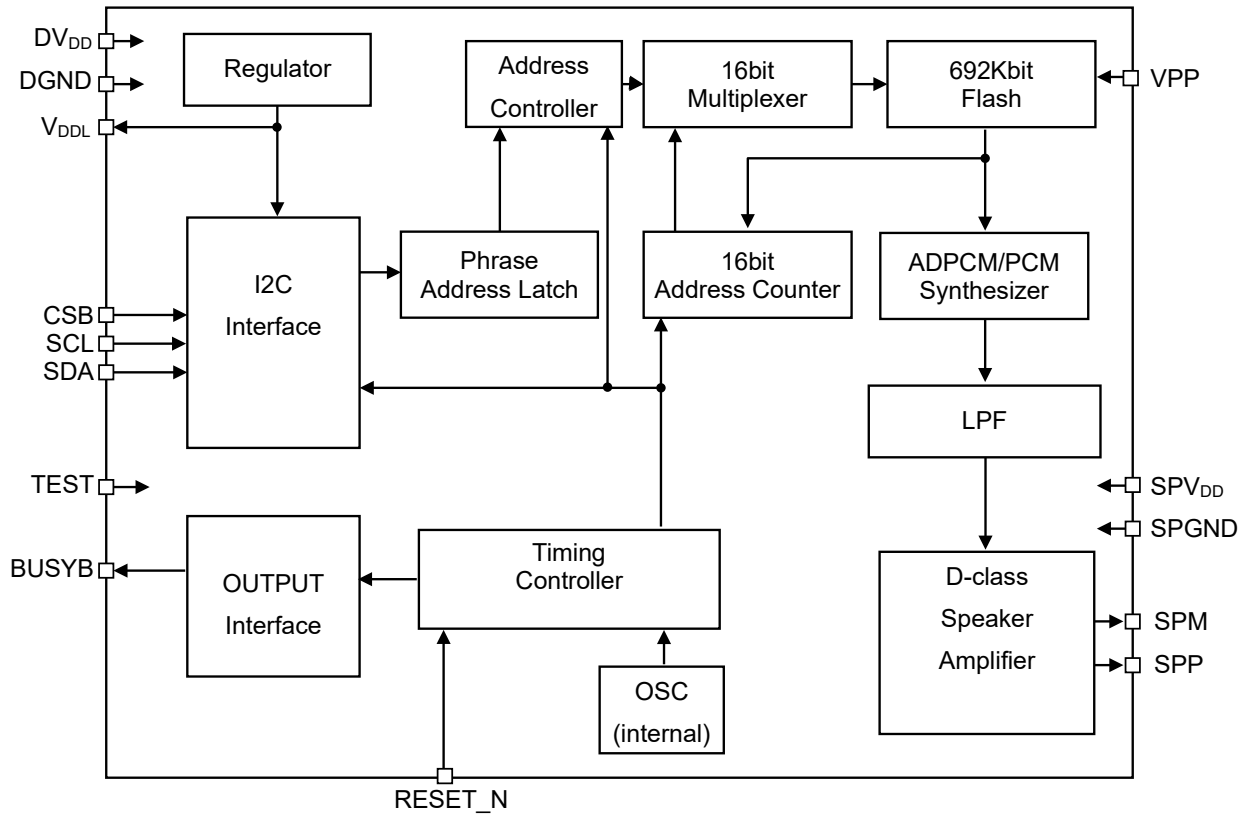 DVDD
DGND
VDDL
Regulator
Address
Controller
16bit
Multiplexer
692Kbit
Flash
VPP
I2C
Interface
Phrase
Address Latch
16bit
Address Counter
ADPCM/PCM
Synthesizer
CSB
SCL
SDA
LPF
TEST
SPVDD
SPGND
BUSYB
OUTPUT
Interface
Timing
Controller
D-class
Speaker
Amplifier
SPM
SPP
OSC
(internal)
RESET_N